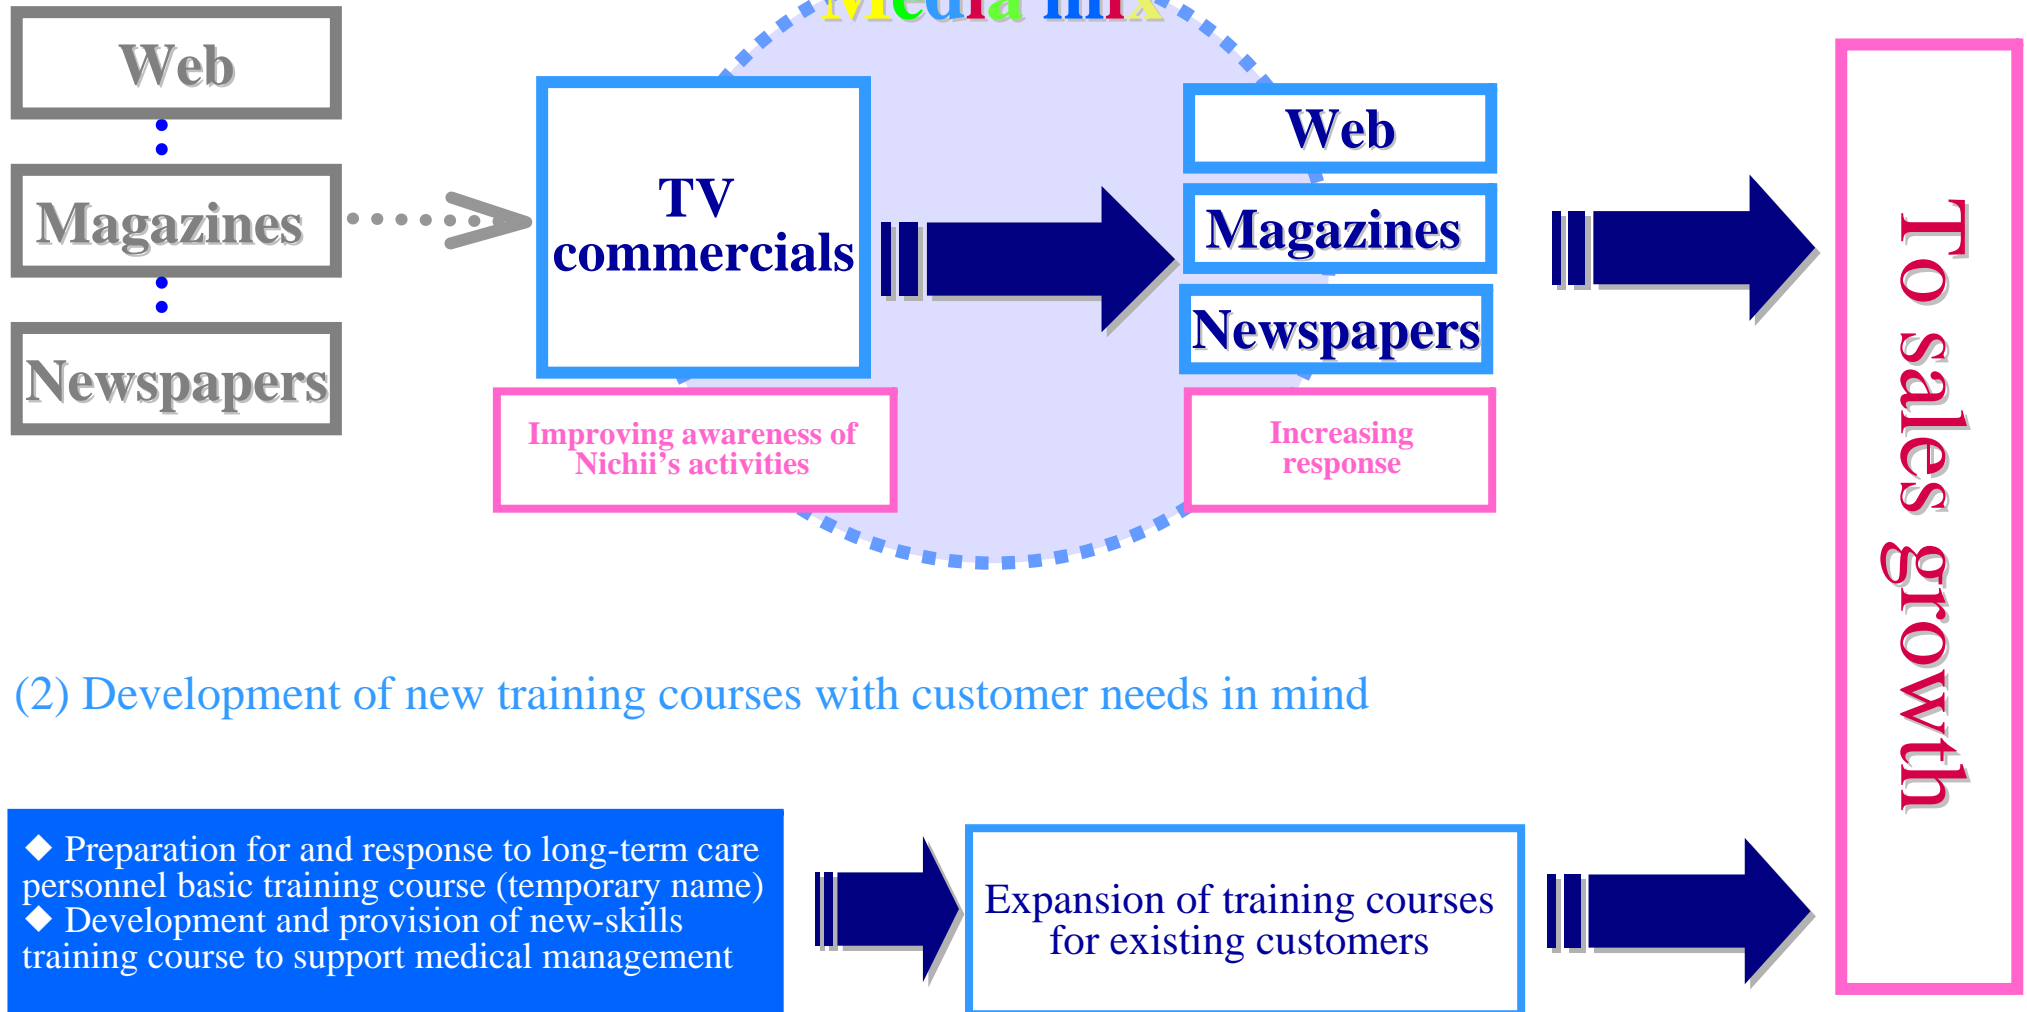 Media mix
Web
Magazines
Newspapers
TV
commercials
Web
Magazines
Newspapers
Improving awareness of
Nichii’s activities
Increasing
response
To sales growth
(2) Development of new training courses with customer needs in mind
◆ Preparation for and response to long-term care
personnel basic training course (temporary name)
◆ Development and provision of new-skills
training course to support medical management
Expansion of training courses
for existing customers